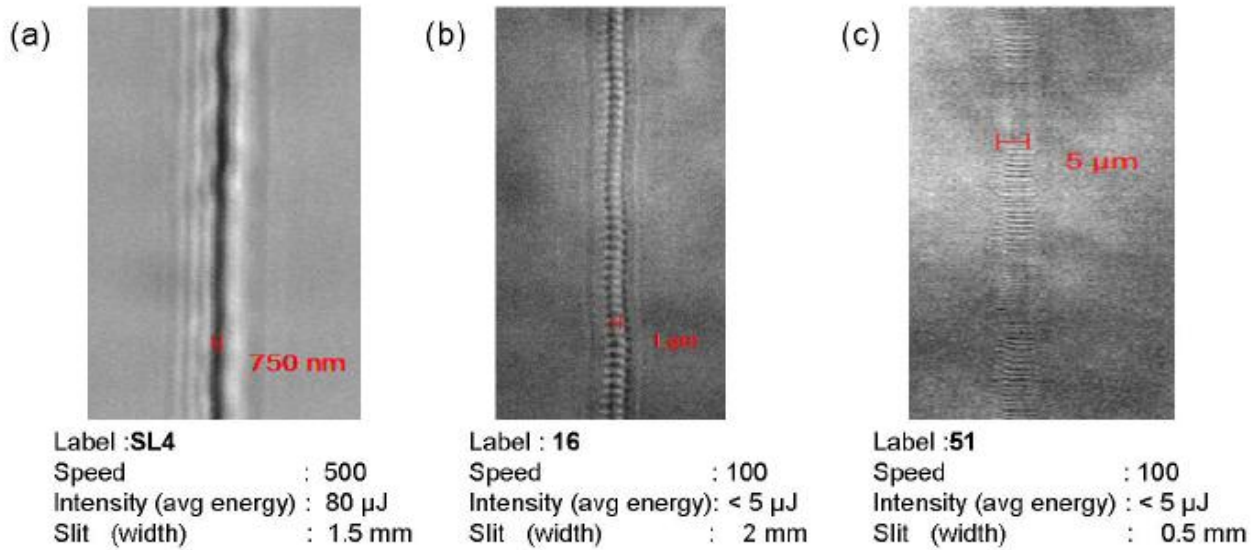 (a)
750 nm
Label :SL4
Speed : 500
Intensity (avg energy) : 80 µJ
Slit (width) : 1.5 mm
(b)
Label : 16
Speed : 100
Intensity (avg energy): < 5 µJ
Slit (width) : 2 mm
(c)
5 µm
Label :51
Speed : 100
Intensity (avg energy): < 5 µJ
Slit (width) : 0.5 mm